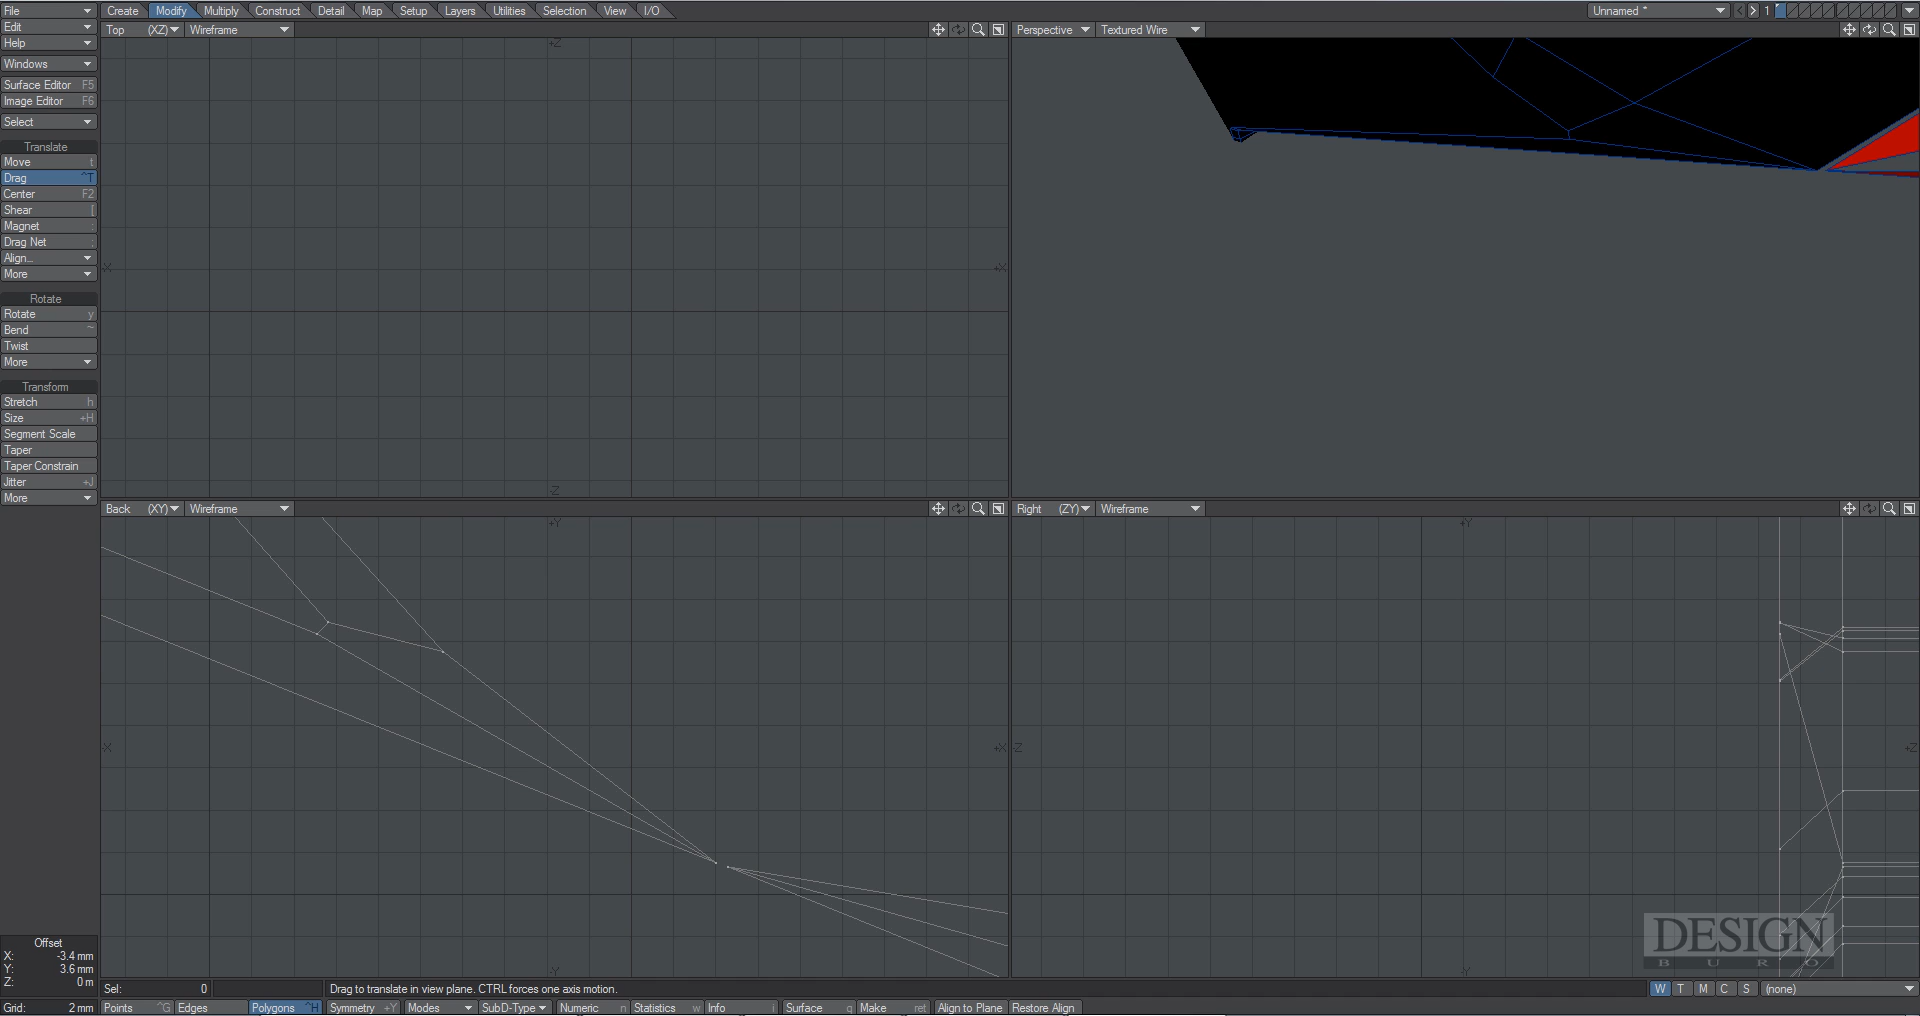 File Create Modify Multiply Construct Detail Map Setup Layers Utilities Selection View I/O Unnamed * < > 1
Edit Top (XZ) Wireframe Perspective Textured Wire
Help
Windows
Surface Editor F5
Image Editor F6
Select
Translate
Move t
Drag ^T
Center F2
Shear [
Magnet :
Drag Net ;
Align...
More
Rotate
Rotate y
Bend ~
Twist
More
Transform
Stretch h
Size +H
Segment Scale
Taper
Taper Constrain
Jitter +J
More
+Z
-X +X
-Z
Back (XY) Wireframe Right (ZY) Wireframe
+Y +Y
-X +X -Z +Z
-Y -Y
DESIGN
BURO
Offset
X: -3.4 mm
Y: 3.6 mm
Z: 0 m
Sel: 0 Drag to translate in view plane. CTRL forces one axis motion. W T M C S (none)
Grid: 2 mm Points ^G Edges Polygons ^H Symmetry +Y Modes SubD-Type Numeric n Statistics w Info i Surface q Make ret Align to Plane Restore Align